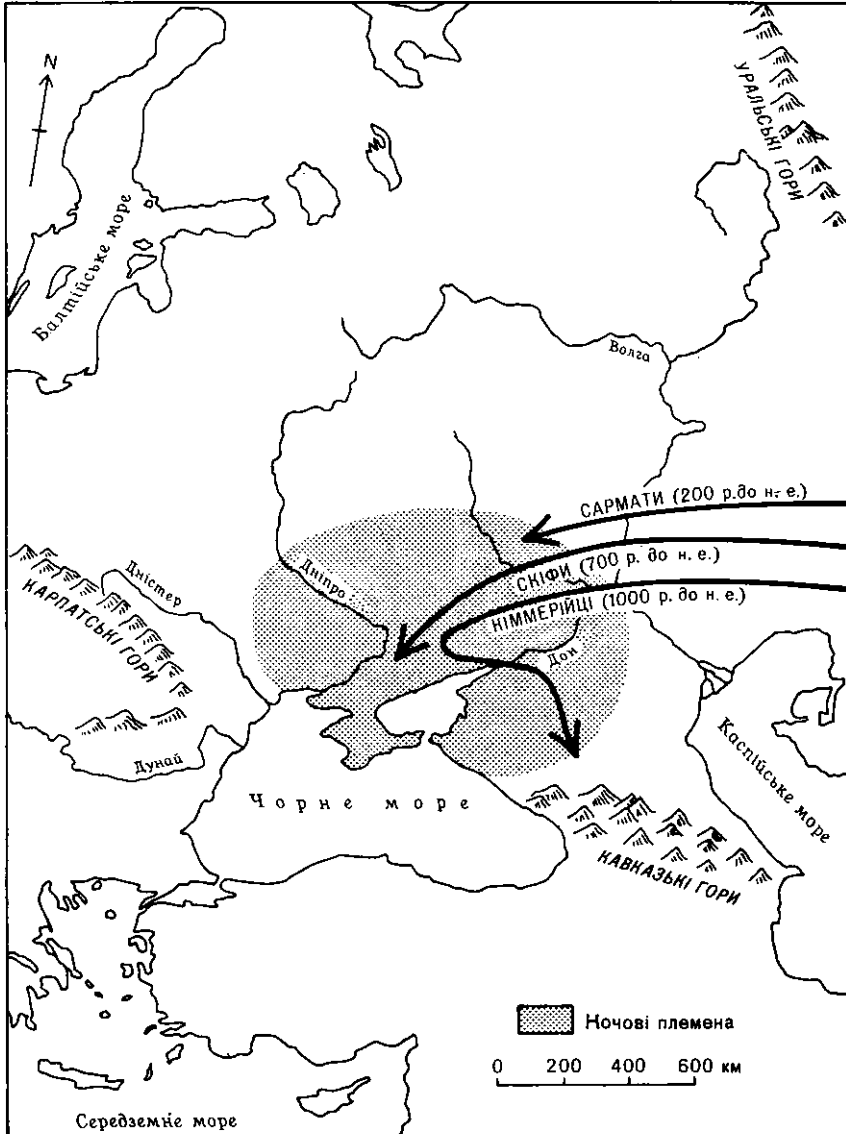 N
УРАЛЬСЬКІ ГОРИ
Балтійське море
Волга
САРМАТИ (200 р.до н. е.)
СКІФИ (700 р. до н. е.)
КІММЕРІЙЦІ (1000 р. до н. е.)
Дністер
Дніпро
КАРПАТСЬКІ ГОРИ
Дон
Дунай
Чорне море
Каспійське море
КАВКАЗЬКІ ГОРИ
Кочові племена
0 200 400 600 км
Середземне море